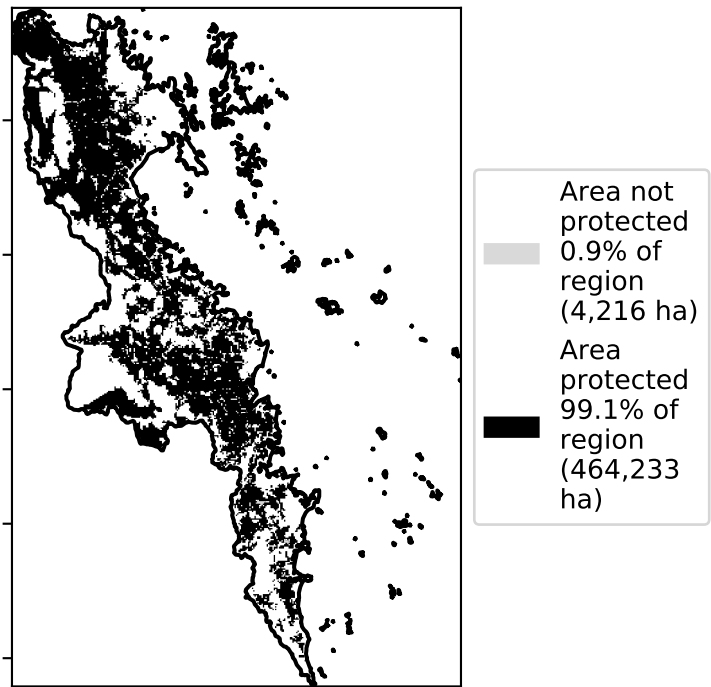 Area not
protected
0.9% of
region
(4,216 ha)
Area
protected
99.1% of
region
(464,233
ha)